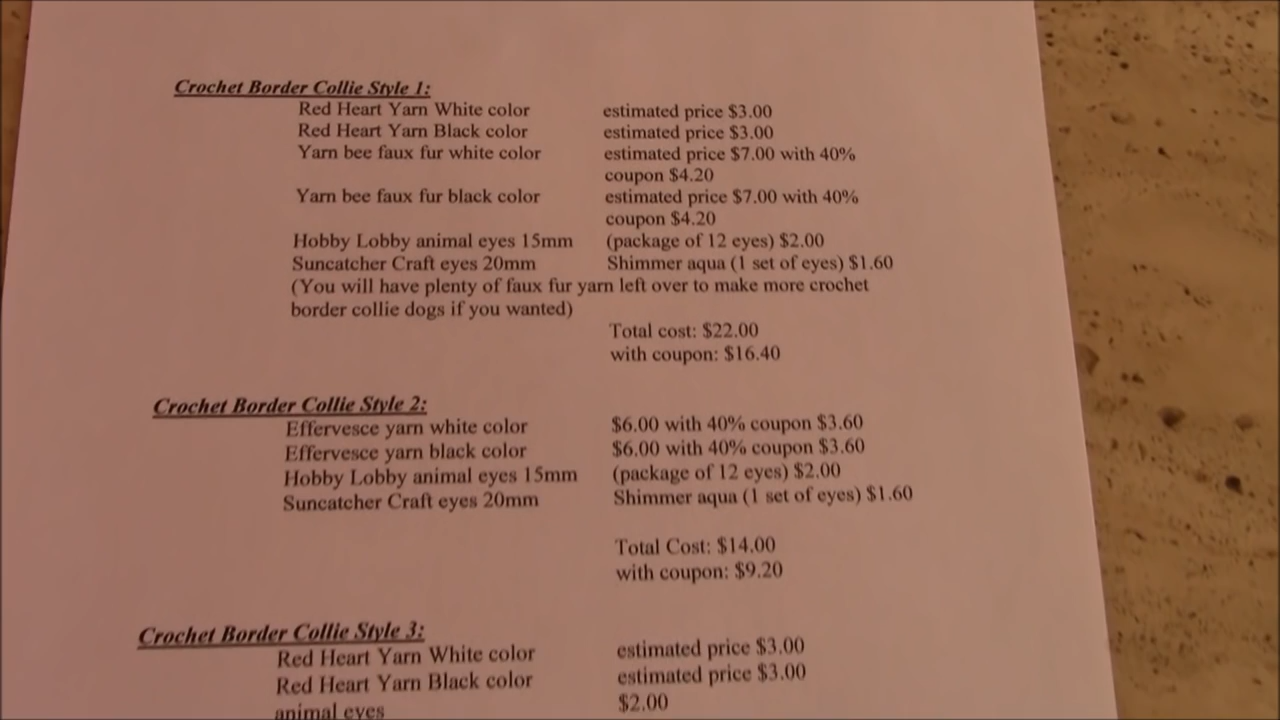 Crochet Border Collie Style 1:
Red Heart Yarn White color estimated price $3.00
Red Heart Yarn Black color estimated price $3.00
Yarn bee faux fur white color estimated price $7.00 with 40%
coupon $4.20
Yarn bee faux fur black color estimated price $7.00 with 40%
coupon $4.20
Hobby Lobby animal eyes 15mm (package of 12 eyes) $2.00
Suncatcher Craft eyes 20mm Shimmer aqua (1 set of eyes) $1.60
(You will have plenty of faux fur yarn left over to make more crochet
border collie dogs if you wanted)
Total cost: $22.00
with coupon: $16.40
Crochet Border Collie Style 2:
Effervesce yarn white color $6.00 with 40% coupon $3.60
Effervesce yarn black color $6.00 with 40% coupon $3.60
Hobby Lobby animal eyes 15mm (package of 12 eyes) $2.00
Suncatcher Craft eyes 20mm Shimmer aqua (1 set of eyes) $1.60
Total Cost: $14.00
with coupon: $9.20
Crochet Border Collie Style 3:
Red Heart Yarn White color estimated price $3.00
Red Heart Yarn Black color estimated price $3.00
animal eyes $2.00